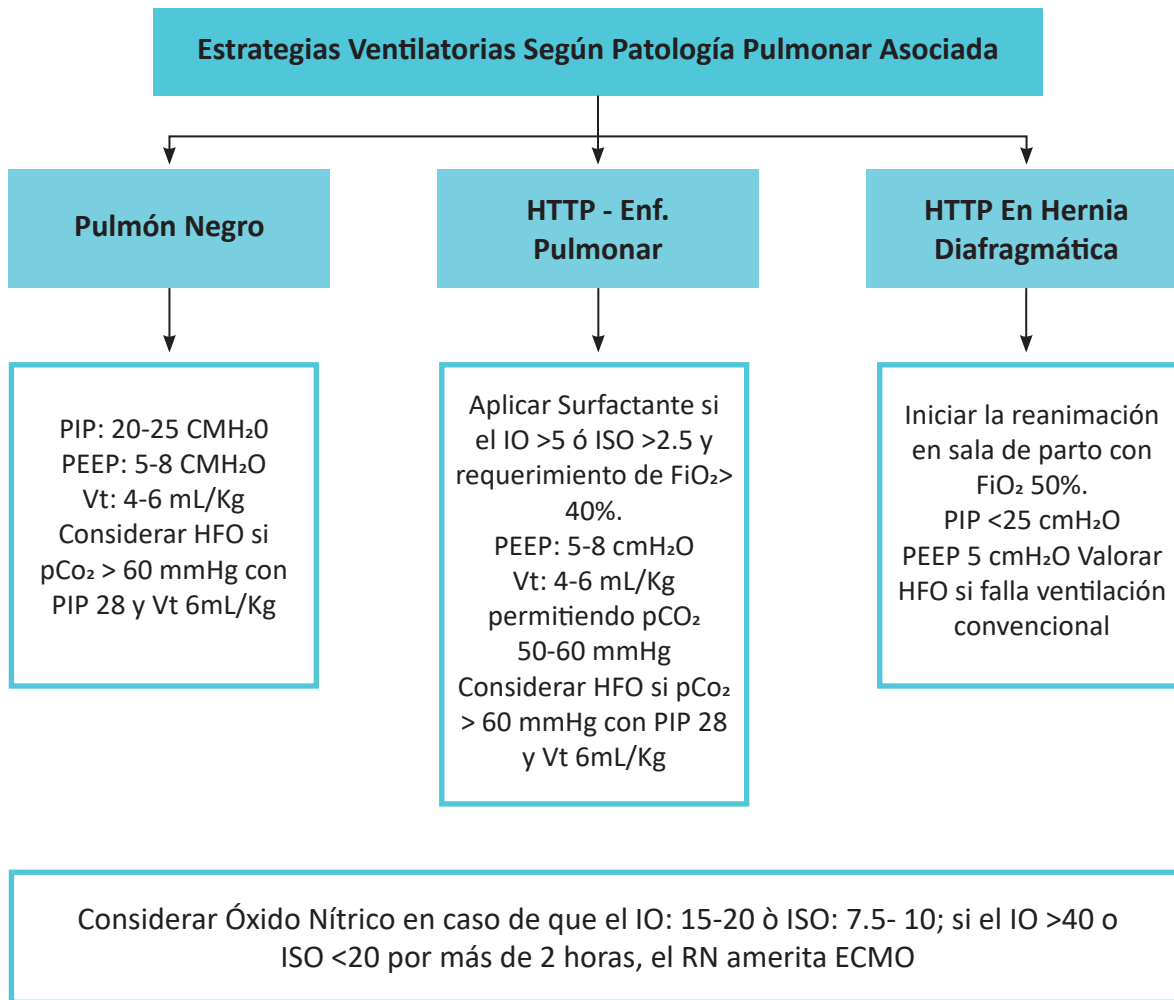 Estrategias Ventilatorias Según Patología Pulmonar Asociada
Pulmón Negro
HTTP - Enf.
Pulmonar
HTTP En Hernia
Diafragmática
PIP: 20-25 CMH₂0
PEEP: 5-8 CMH₂O
Vt: 4-6 mL/Kg
Considerar HFO si
pCo₂ > 60 mmHg con
PIP 28 y Vt 6mL/Kg
Aplicar Surfactante si
el IO >5 ó ISO >2.5 y
requerimiento de FiO₂>
40%.
PEEP: 5-8 cmH₂O
Vt: 4-6 mL/Kg
permitiendo pCO₂
50-60 mmHg
Considerar HFO si pCo₂
> 60 mmHg con PIP 28
y Vt 6mL/Kg
Iniciar la reanimación
en sala de parto con
FiO₂ 50%.
PIP <25 cmH₂O
PEEP 5 cmH₂O Valorar
HFO si falla ventilación
convencional
Considerar Óxido Nítrico en caso de que el IO: 15-20 ò ISO: 7.5- 10; si el IO >40 o
ISO <20 por más de 2 horas, el RN amerita ECMO